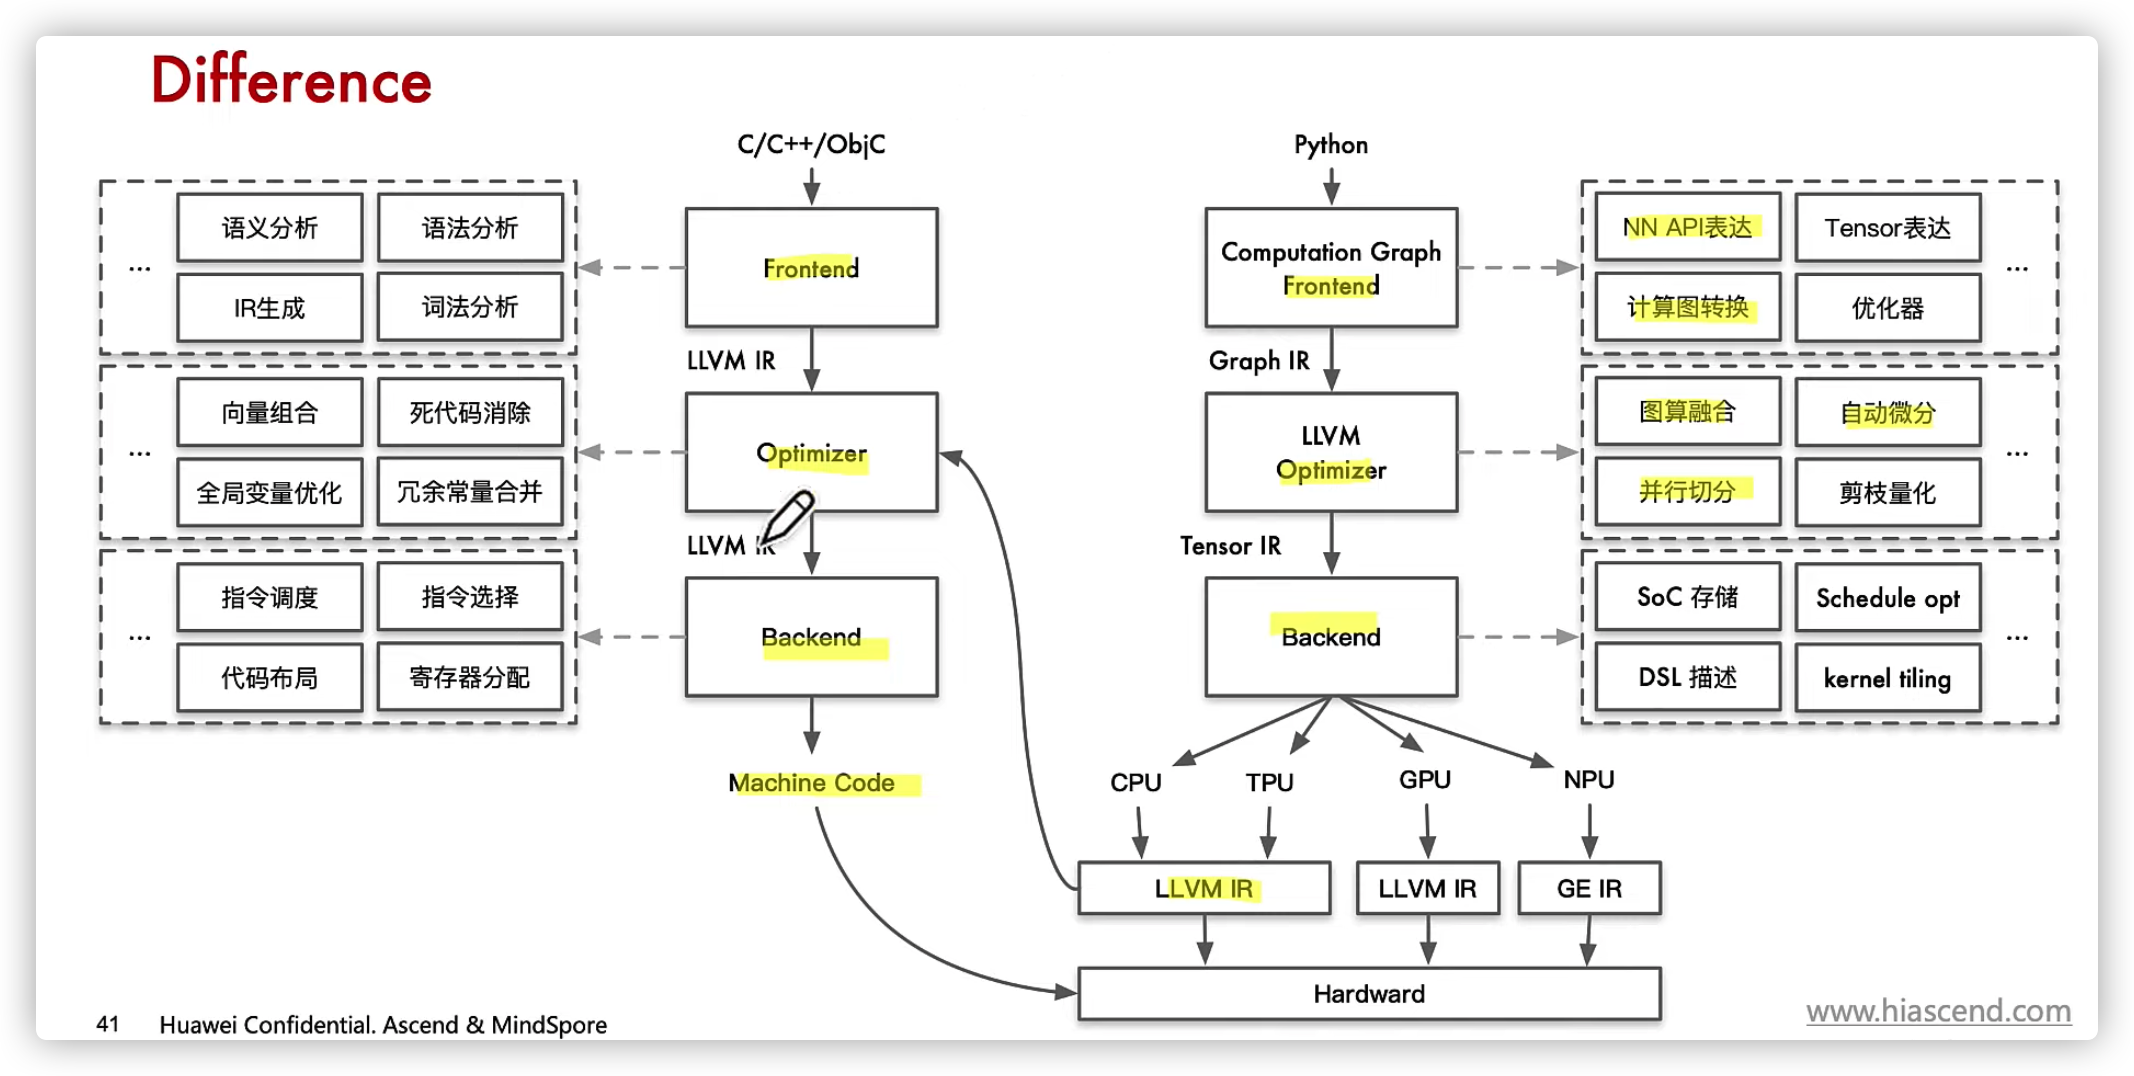 Difference
C/C++/ObjC
Python
...
语义分析
语法分析
IR生成
词法分析
Frontend
Computation Graph
Frontend
NN API表达
Tensor表达
计算图转换
优化器
...
LLVM IR
Graph IR
...
向量组合
死代码消除
全局变量优化
冗余常量合并
Optimizer
LLVM
Optimizer
图算融合
自动微分
并行切分
剪枝量化
...
LLVM IR
Tensor IR
...
指令调度
指令选择
代码布局
寄存器分配
Backend
Backend
SoC 存储
Schedule opt
DSL 描述
kernel tiling
...
Machine Code
CPU
TPU
GPU
NPU
LLVM IR
LLVM IR
GE IR
Hardward
41
Huawei Confidential. Ascend & MindSpore
www.hiascend.com